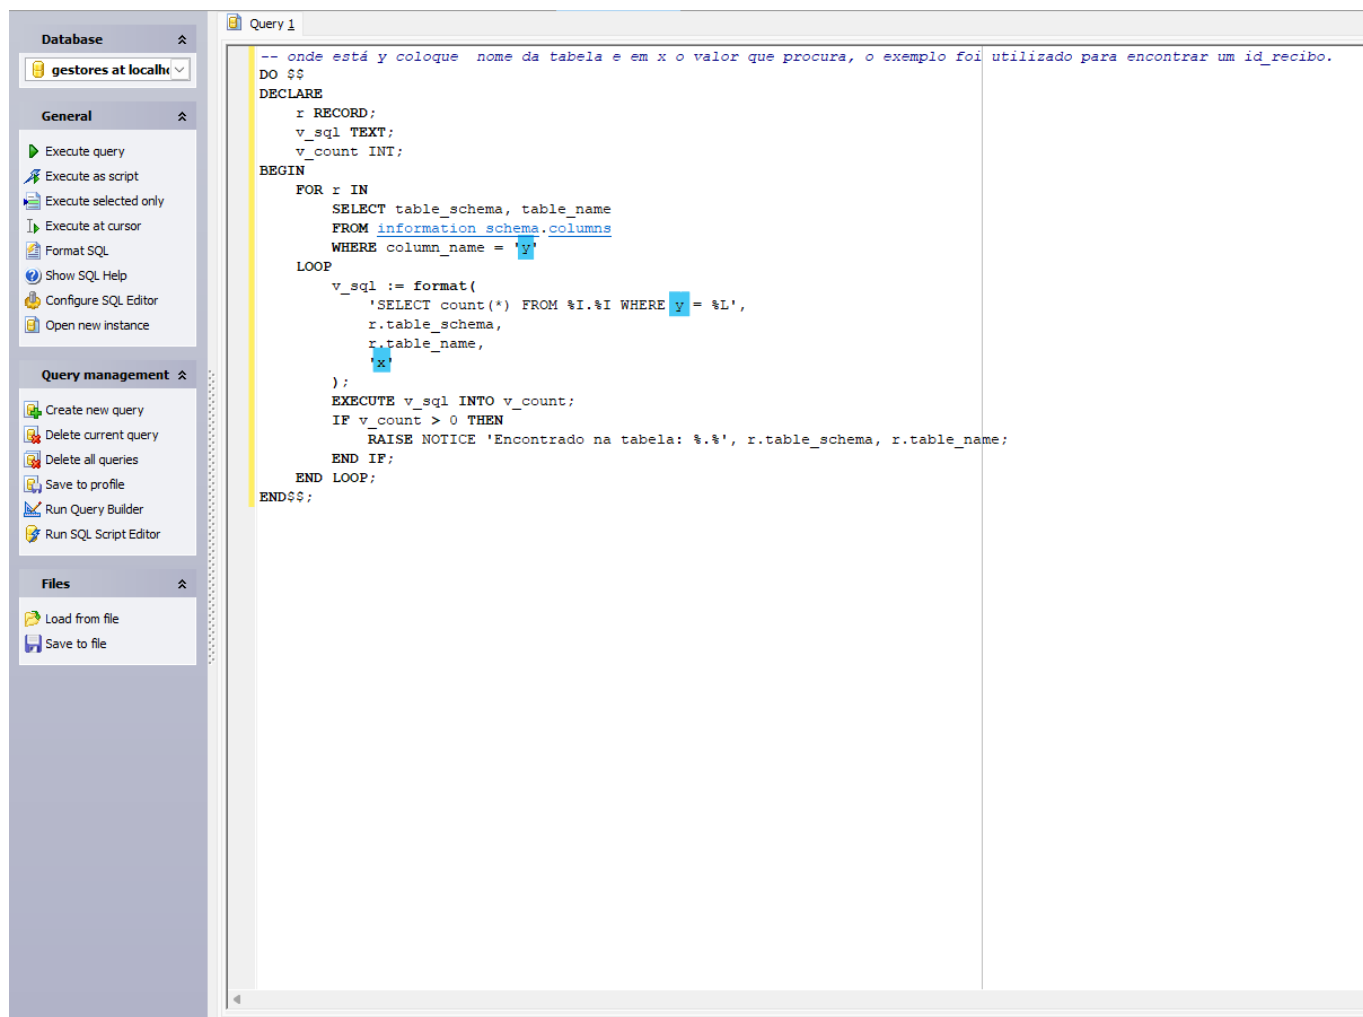 Database
gestores at localh
General
Execute query
Execute as script
Execute selected only
Execute at cursor
Format SQL
Show SQL Help
Configure SQL Editor
Open new instance
Query management
Create new query
Delete current query
Delete all queries
Save to profile
Run Query Builder
Run SQL Script Editor
Files
Load from file
Save to file
Query 1
-- onde está y coloque  nome da tabela e em x o valor que procura, o exemplo foi utilizado para encontrar um id_recibo.
DO $$
DECLARE
    r RECORD;
    v_sql TEXT;
    v_count INT;
BEGIN
    FOR r IN
        SELECT table_schema, table_name
        FROM information_schema.columns
        WHERE column_name = 'y'
    LOOP
        v_sql := format(
            'SELECT count(*) FROM %I.%I WHERE y = %L',
            r.table_schema,
            r.table_name,
            'x'
        );
        EXECUTE v_sql INTO v_count;
        IF v_count > 0 THEN
            RAISE NOTICE 'Encontrado na tabela: %.%', r.table_schema, r.table_name;
        END IF;
    END LOOP;
END$$;